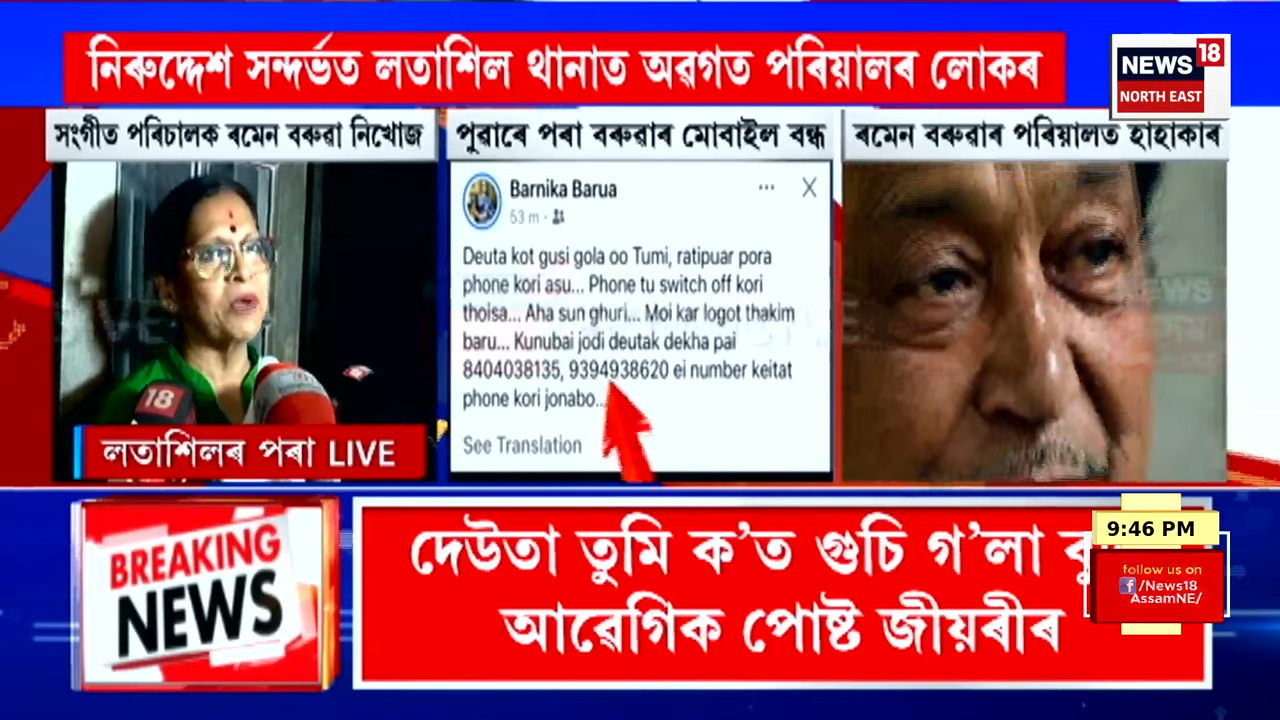 নিৰুদ্দেশ সন্দৰ্ভত লতাশিল থানাত অৱগত পৰিয়ালৰ লোকৰ
NEWS 18
NORTH EAST
সংগীত পৰিচালক ৰমেন বৰুৱা নিখোজ
পুৱাৰে পৰা বৰুৱাৰ মোবাইল বন্ধ
ৰমেন বৰুৱাৰ পৰিয়ালত হাহাকাৰ
Barnika Barua
53 m
Deuta kot gusi gola oo Tumi, ratipuar pora
phone kori asu... Phone tu switch off kori
thoisa... Aha sun ghuri... Moi kar logot thakim
baru... Kunubai jodi deutak dekha pai
8404038135, 9394938620 ei number keitat
phone kori jonabo...
See Translation
18
লতাশিলৰ পৰা LIVE
BREAKING
NEWS
দেউতা তুমি ক’ত গুচি গ’লা
আৱেগিক পোষ্ট জীয়ৰীৰ
9:46 PM
follow us on
f/News18
AssamNE/